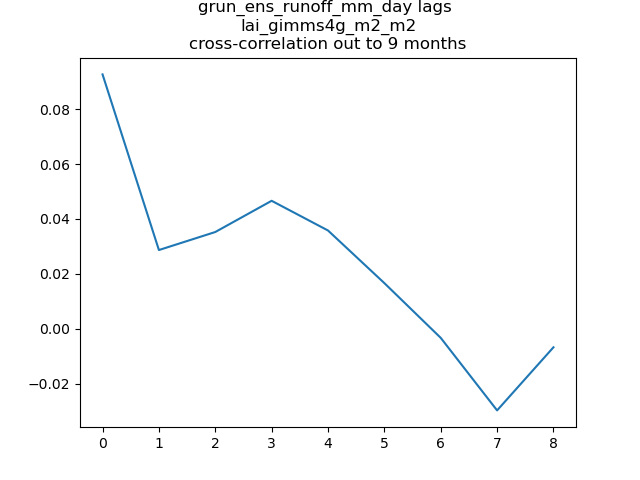 grun_ens_runoff_mm_day lags
lai_gimms4g_m2_m2
cross-correlation out to 9 months
0.08
0.06
0.04
0.02
0.00
−0.02
0 1 2 3 4 5 6 7 8